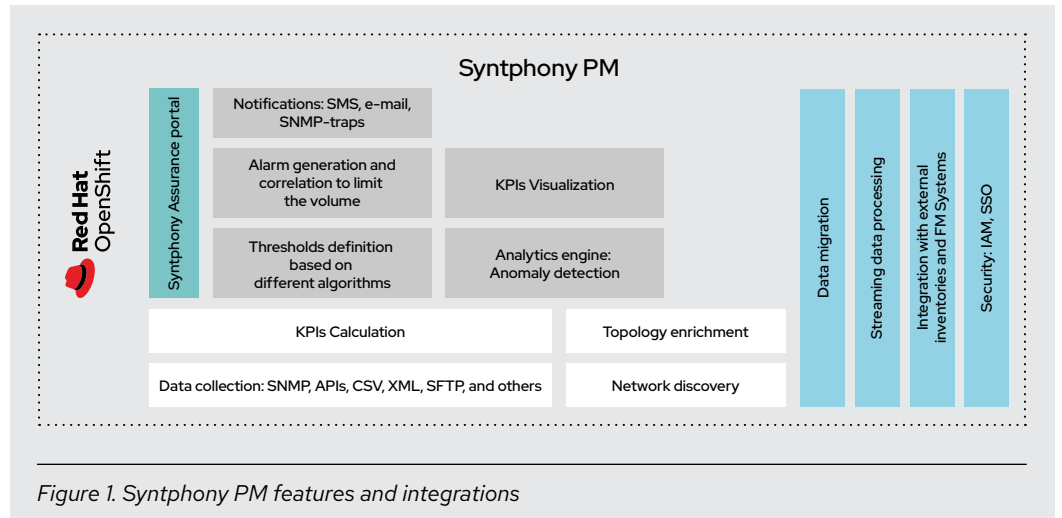 Syntphony PM
Red Hat
OpenShift
Syntphony Assurance portal
Notifications: SMS, e-mail,
SNMP-traps
Alarm generation and
correlation to limit
the volume
KPIs Visualization
Thresholds definition
based on
different algorithms
Analytics engine:
Anomaly detection
KPIs Calculation
Topology enrichment
Data collection: SNMP, APIs, CSV, XML, SFTP, and others
Network discovery
Data migration
Streaming data processing
Integration with external
inventories and FM Systems
Security: IAM, SSO
Figure 1. Syntphony PM features and integrations